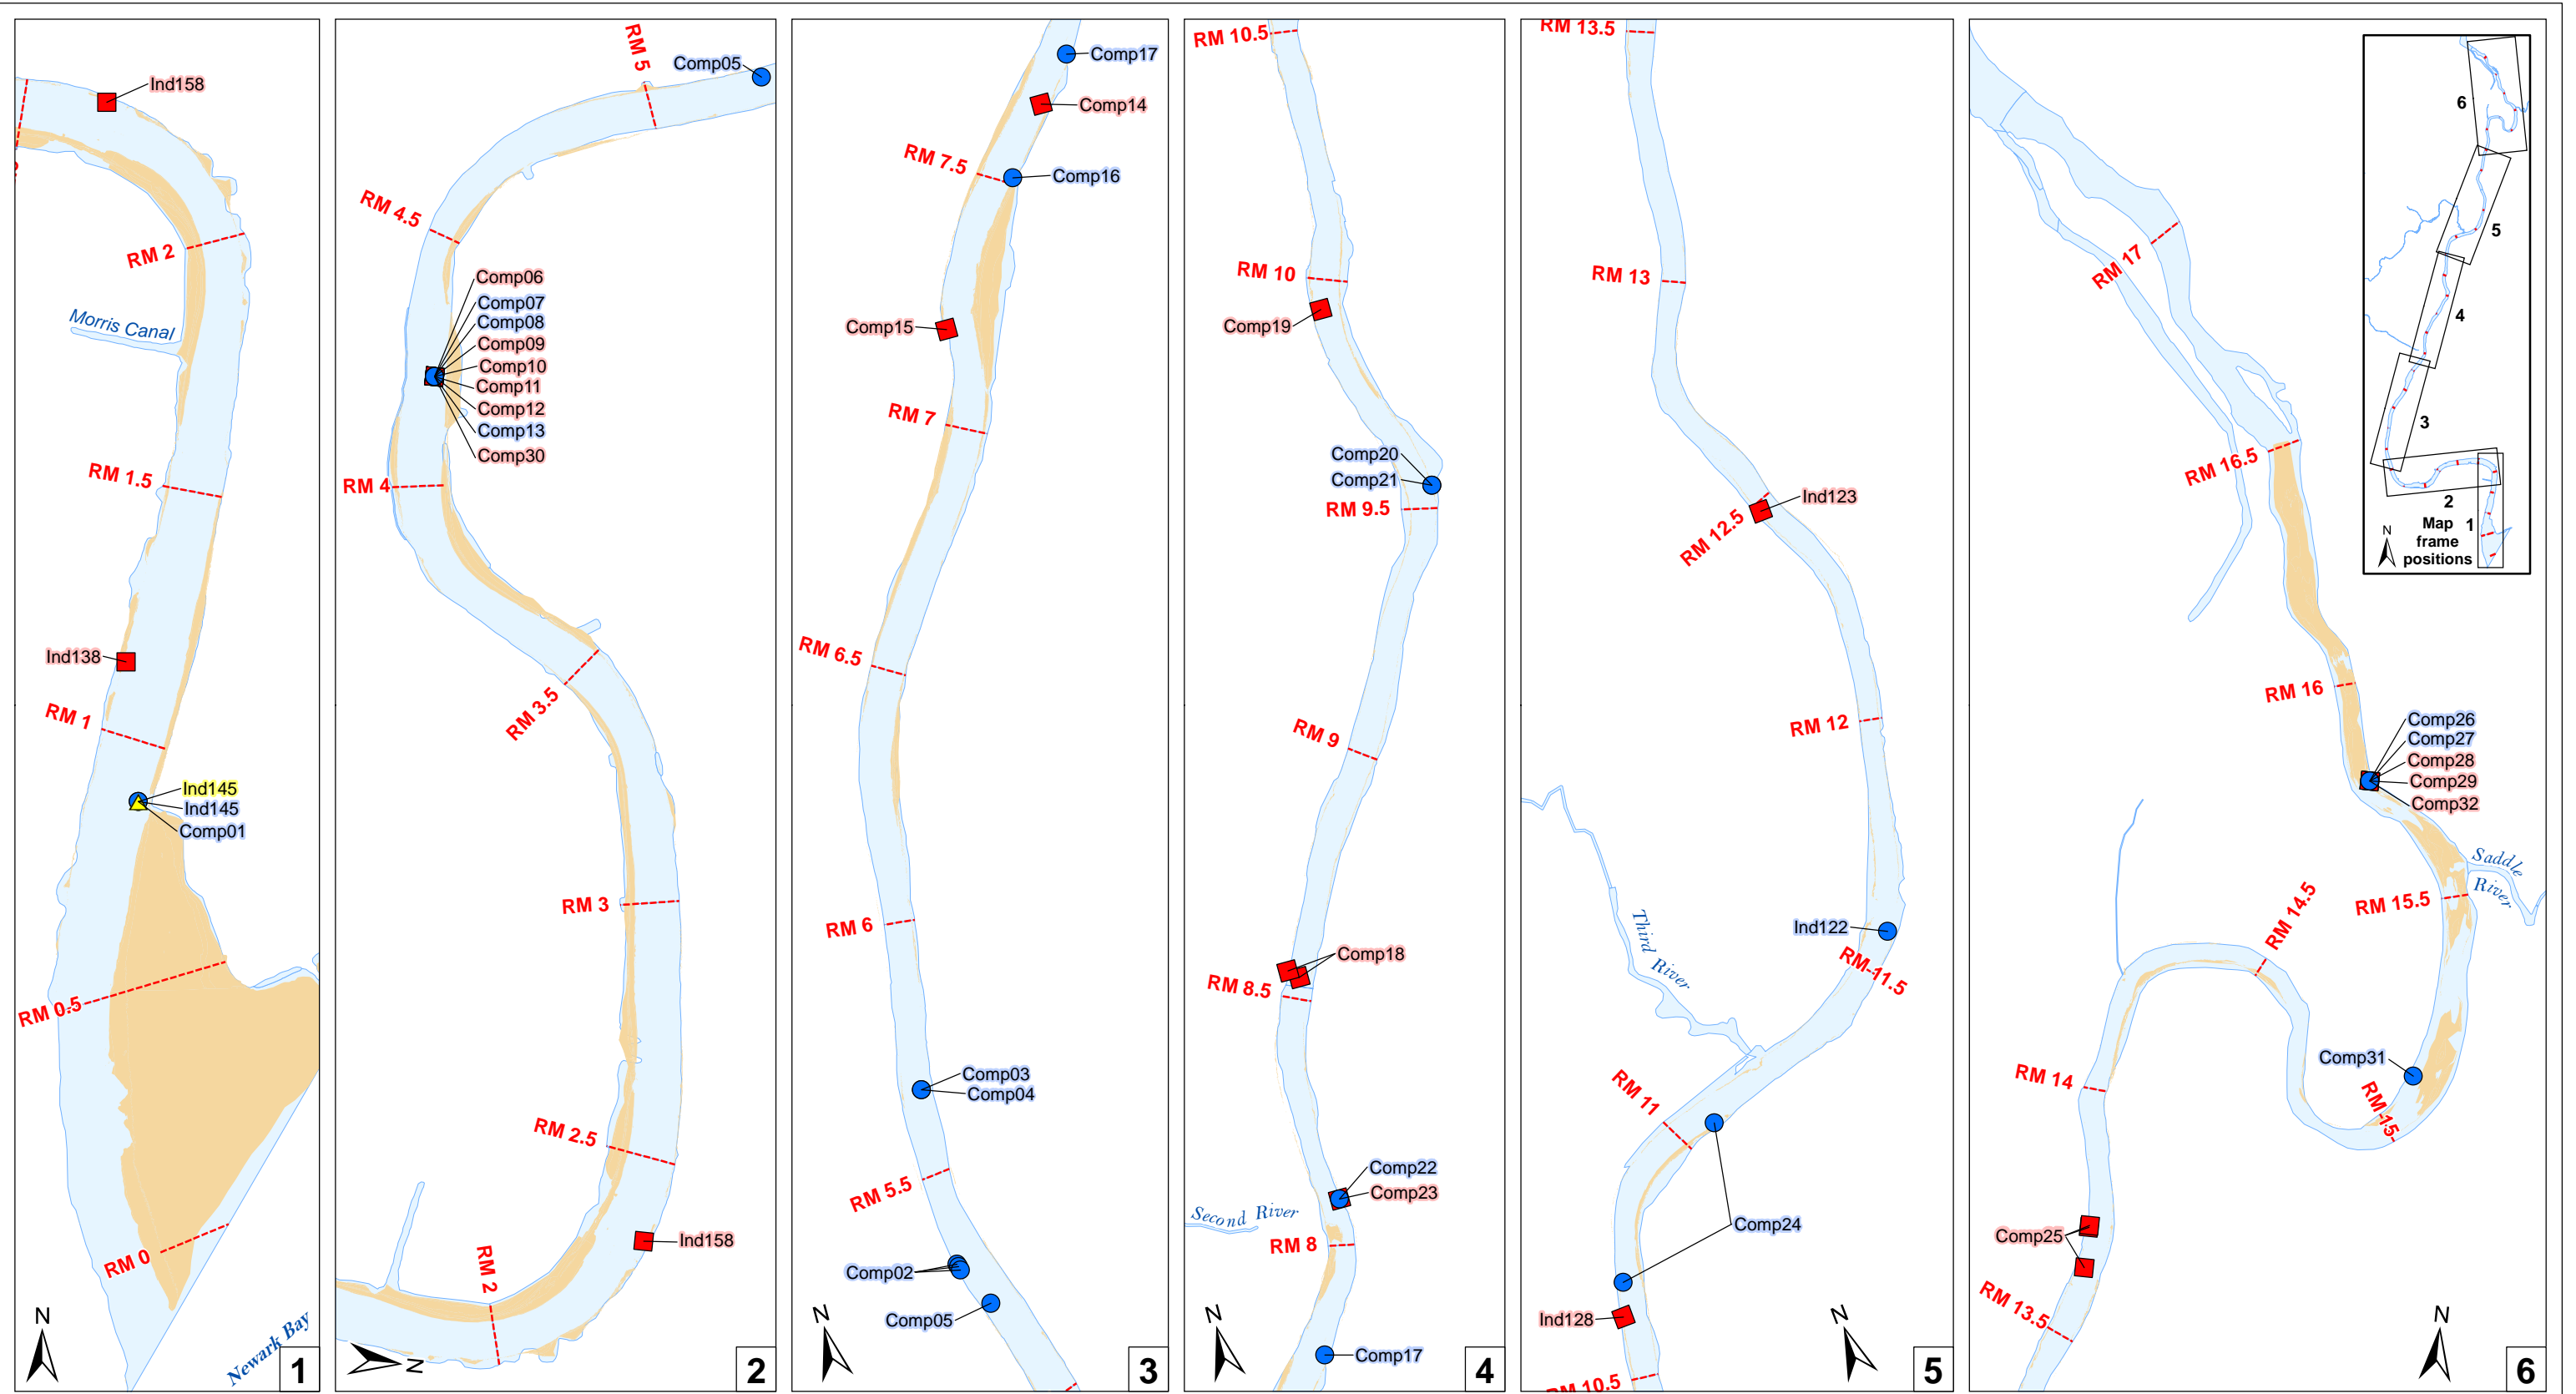 Ind158
RM 2
Morris Canal
RM 1.5
Ind138
RM 1
Ind145
Ind145
Comp01
RM 0.5
RM 0
N
Newark Bay
1
RM 5
Comp05
RM 4.5
Comp06
Comp07
Comp08
Comp09
Comp10
Comp11
Comp12
Comp13
Comp30
RM 4
RM 3.5
RM 3
RM 2.5
Ind158
RM 2
N
2
Comp17
Comp14
RM 7.5
Comp16
Comp15
RM 7
RM 6.5
RM 6
Comp03
Comp04
RM 5.5
Comp02
Comp05
N
3
RM 10.5
RM 10
Comp19
Comp20
Comp21
RM 9.5
RM 9
Comp18
RM 8.5
Comp22
Comp23
Second River
RM 8
N
Comp17
4
RM 13.5
RM 13
Ind123
RM 12.5
RM 12
Ind122
RM 11.5
Third River
RM 11
Comp24
Ind128
N
RM 10.5
5
RM 17
RM 16.5
RM 16
Comp26
Comp27
Comp28
Comp29
Comp32
Saddle
River
RM 15.5
RM 14.5
Comp31
RM 15
RM 14
Comp25
RM 13.5
N
6
6
5
4
3
2
1
N
Map
frame
positions